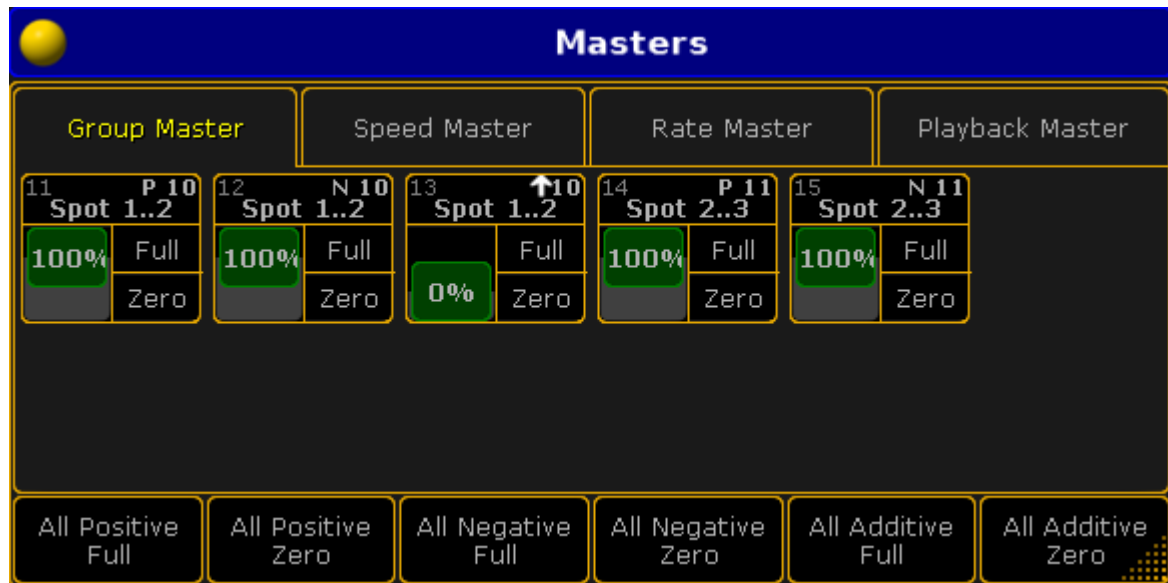 Masters
Group Master Speed Master Rate Master Playback Master
11 P 10 12 N 10 13 10 14 P 11 15 N 11
Spot 1..2 Spot 1..2 Spot 1..2 Spot 2..3 Spot 2..3
100% Full 100% Full Full 100% Full 100% Full
Zero Zero 0% Zero Zero Zero
All Positive All Positive All Negative All Negative All Additive All Additive
Full Zero Full Zero Full Zero